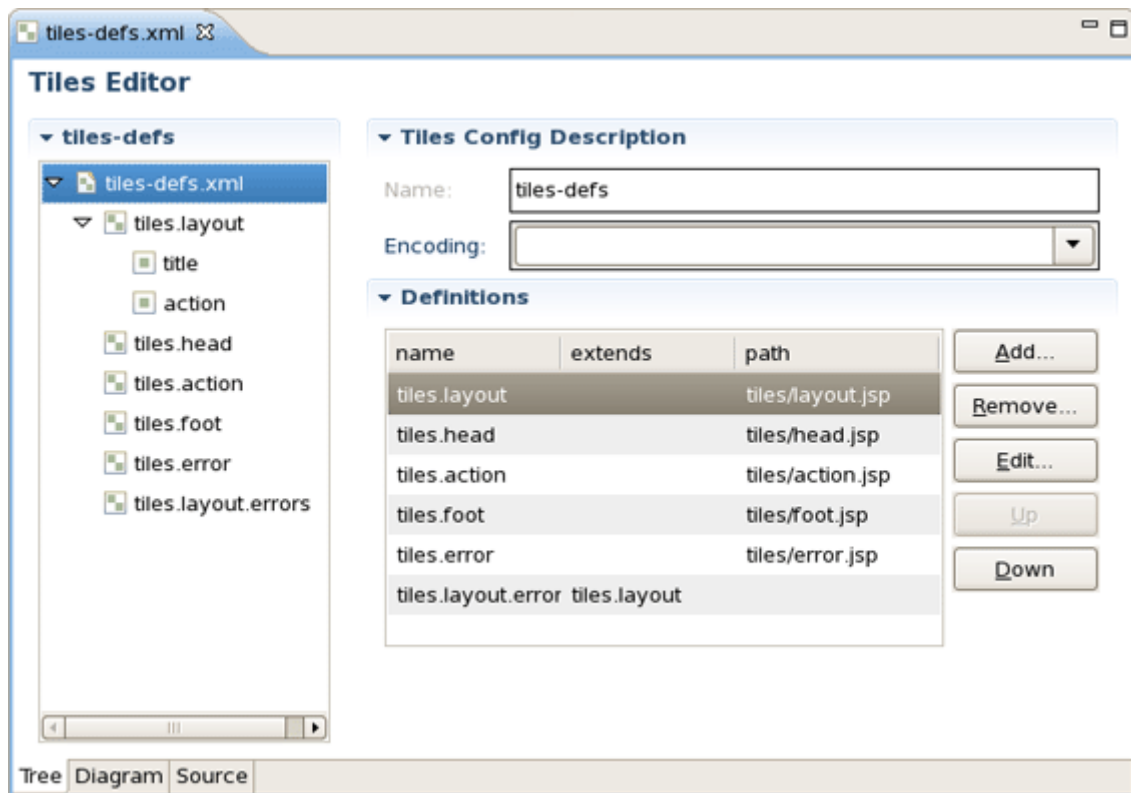 tiles-defs.xml
Tiles Editor
tiles-defs
tiles-defs.xml
tiles.layout
title
action
tiles.head
tiles.action
tiles.foot
tiles.error
tiles.layout.errors
Tiles Config Description
Name: tiles-defs
Encoding:
Definitions
name extends path
tiles.layout tiles/layout.jsp
tiles.head tiles/head.jsp
tiles.action tiles/action.jsp
tiles.foot tiles/foot.jsp
tiles.error tiles/error.jsp
tiles.layout.error tiles.layout
Add...
Remove...
Edit...
Up
Down
Tree Diagram Source